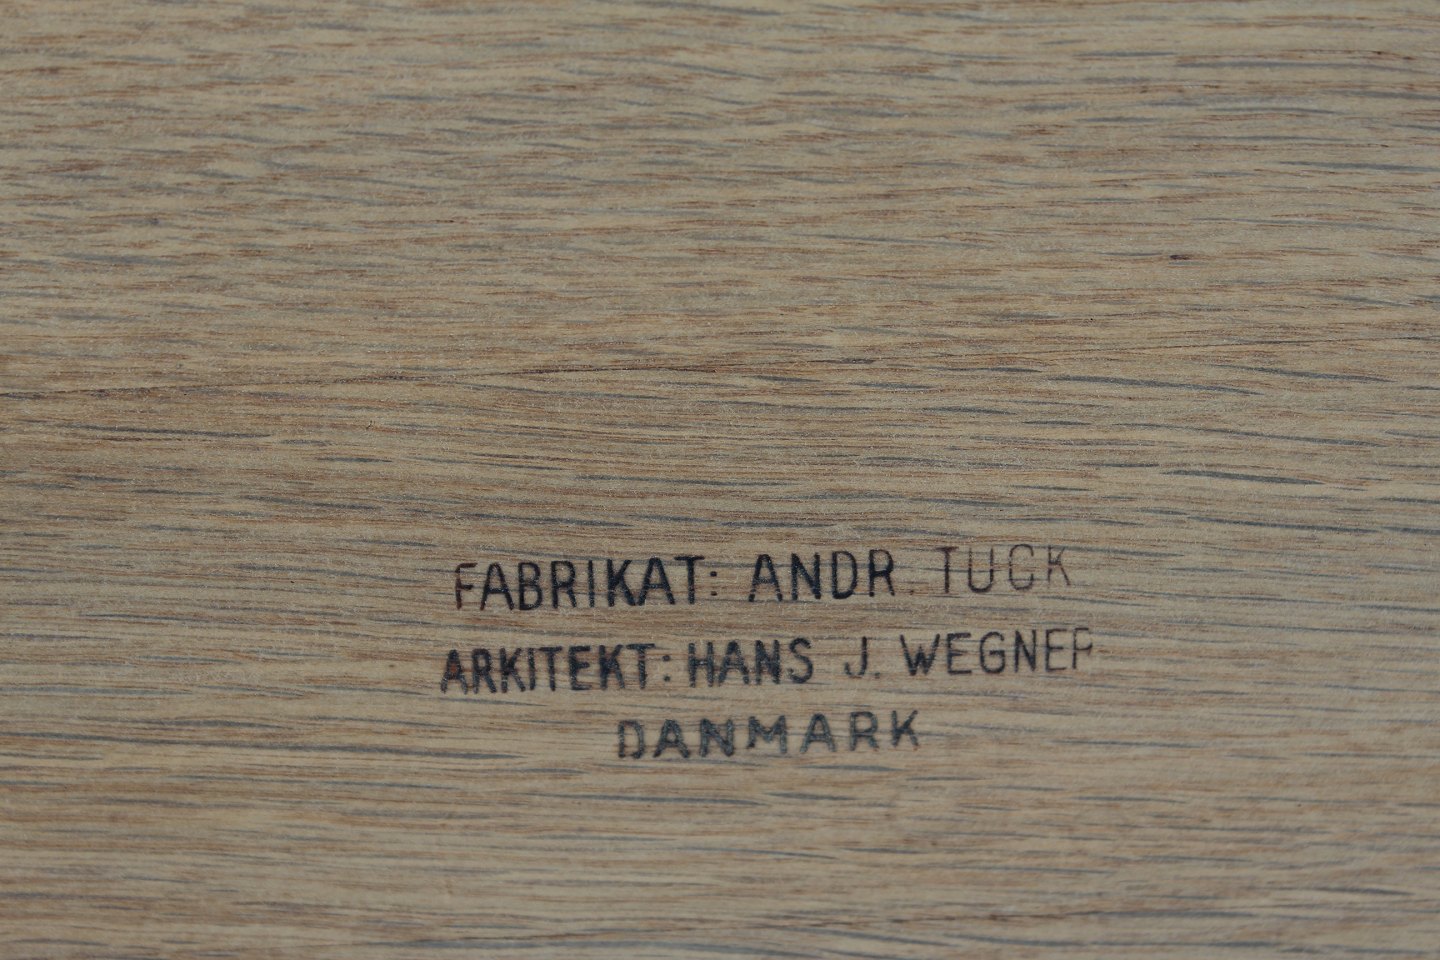 FABRIKAT: ANDR. TUCK
ARKITEKT: HANS J. WEGNER
DANMARK